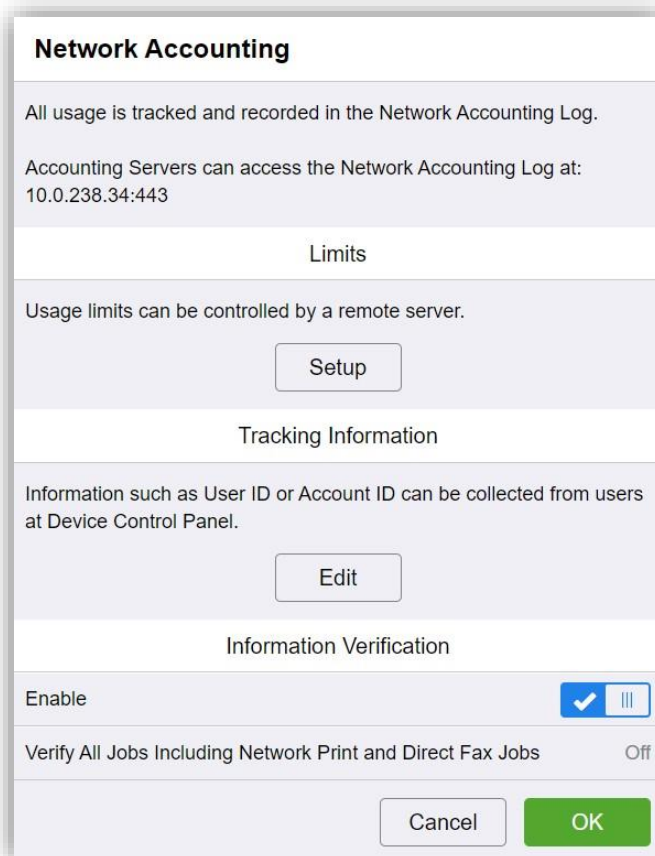 Network Accounting
All usage is tracked and recorded in the Network Accounting Log.
Accounting Servers can access the Network Accounting Log at:
10.0.238.34:443
Limits
Usage limits can be controlled by a remote server.
Setup
Tracking Information
Information such as User ID or Account ID can be collected from users
at Device Control Panel.
Edit
Information Verification
Enable
Verify All Jobs Including Network Print and Direct Fax Jobs Off
Cancel OK